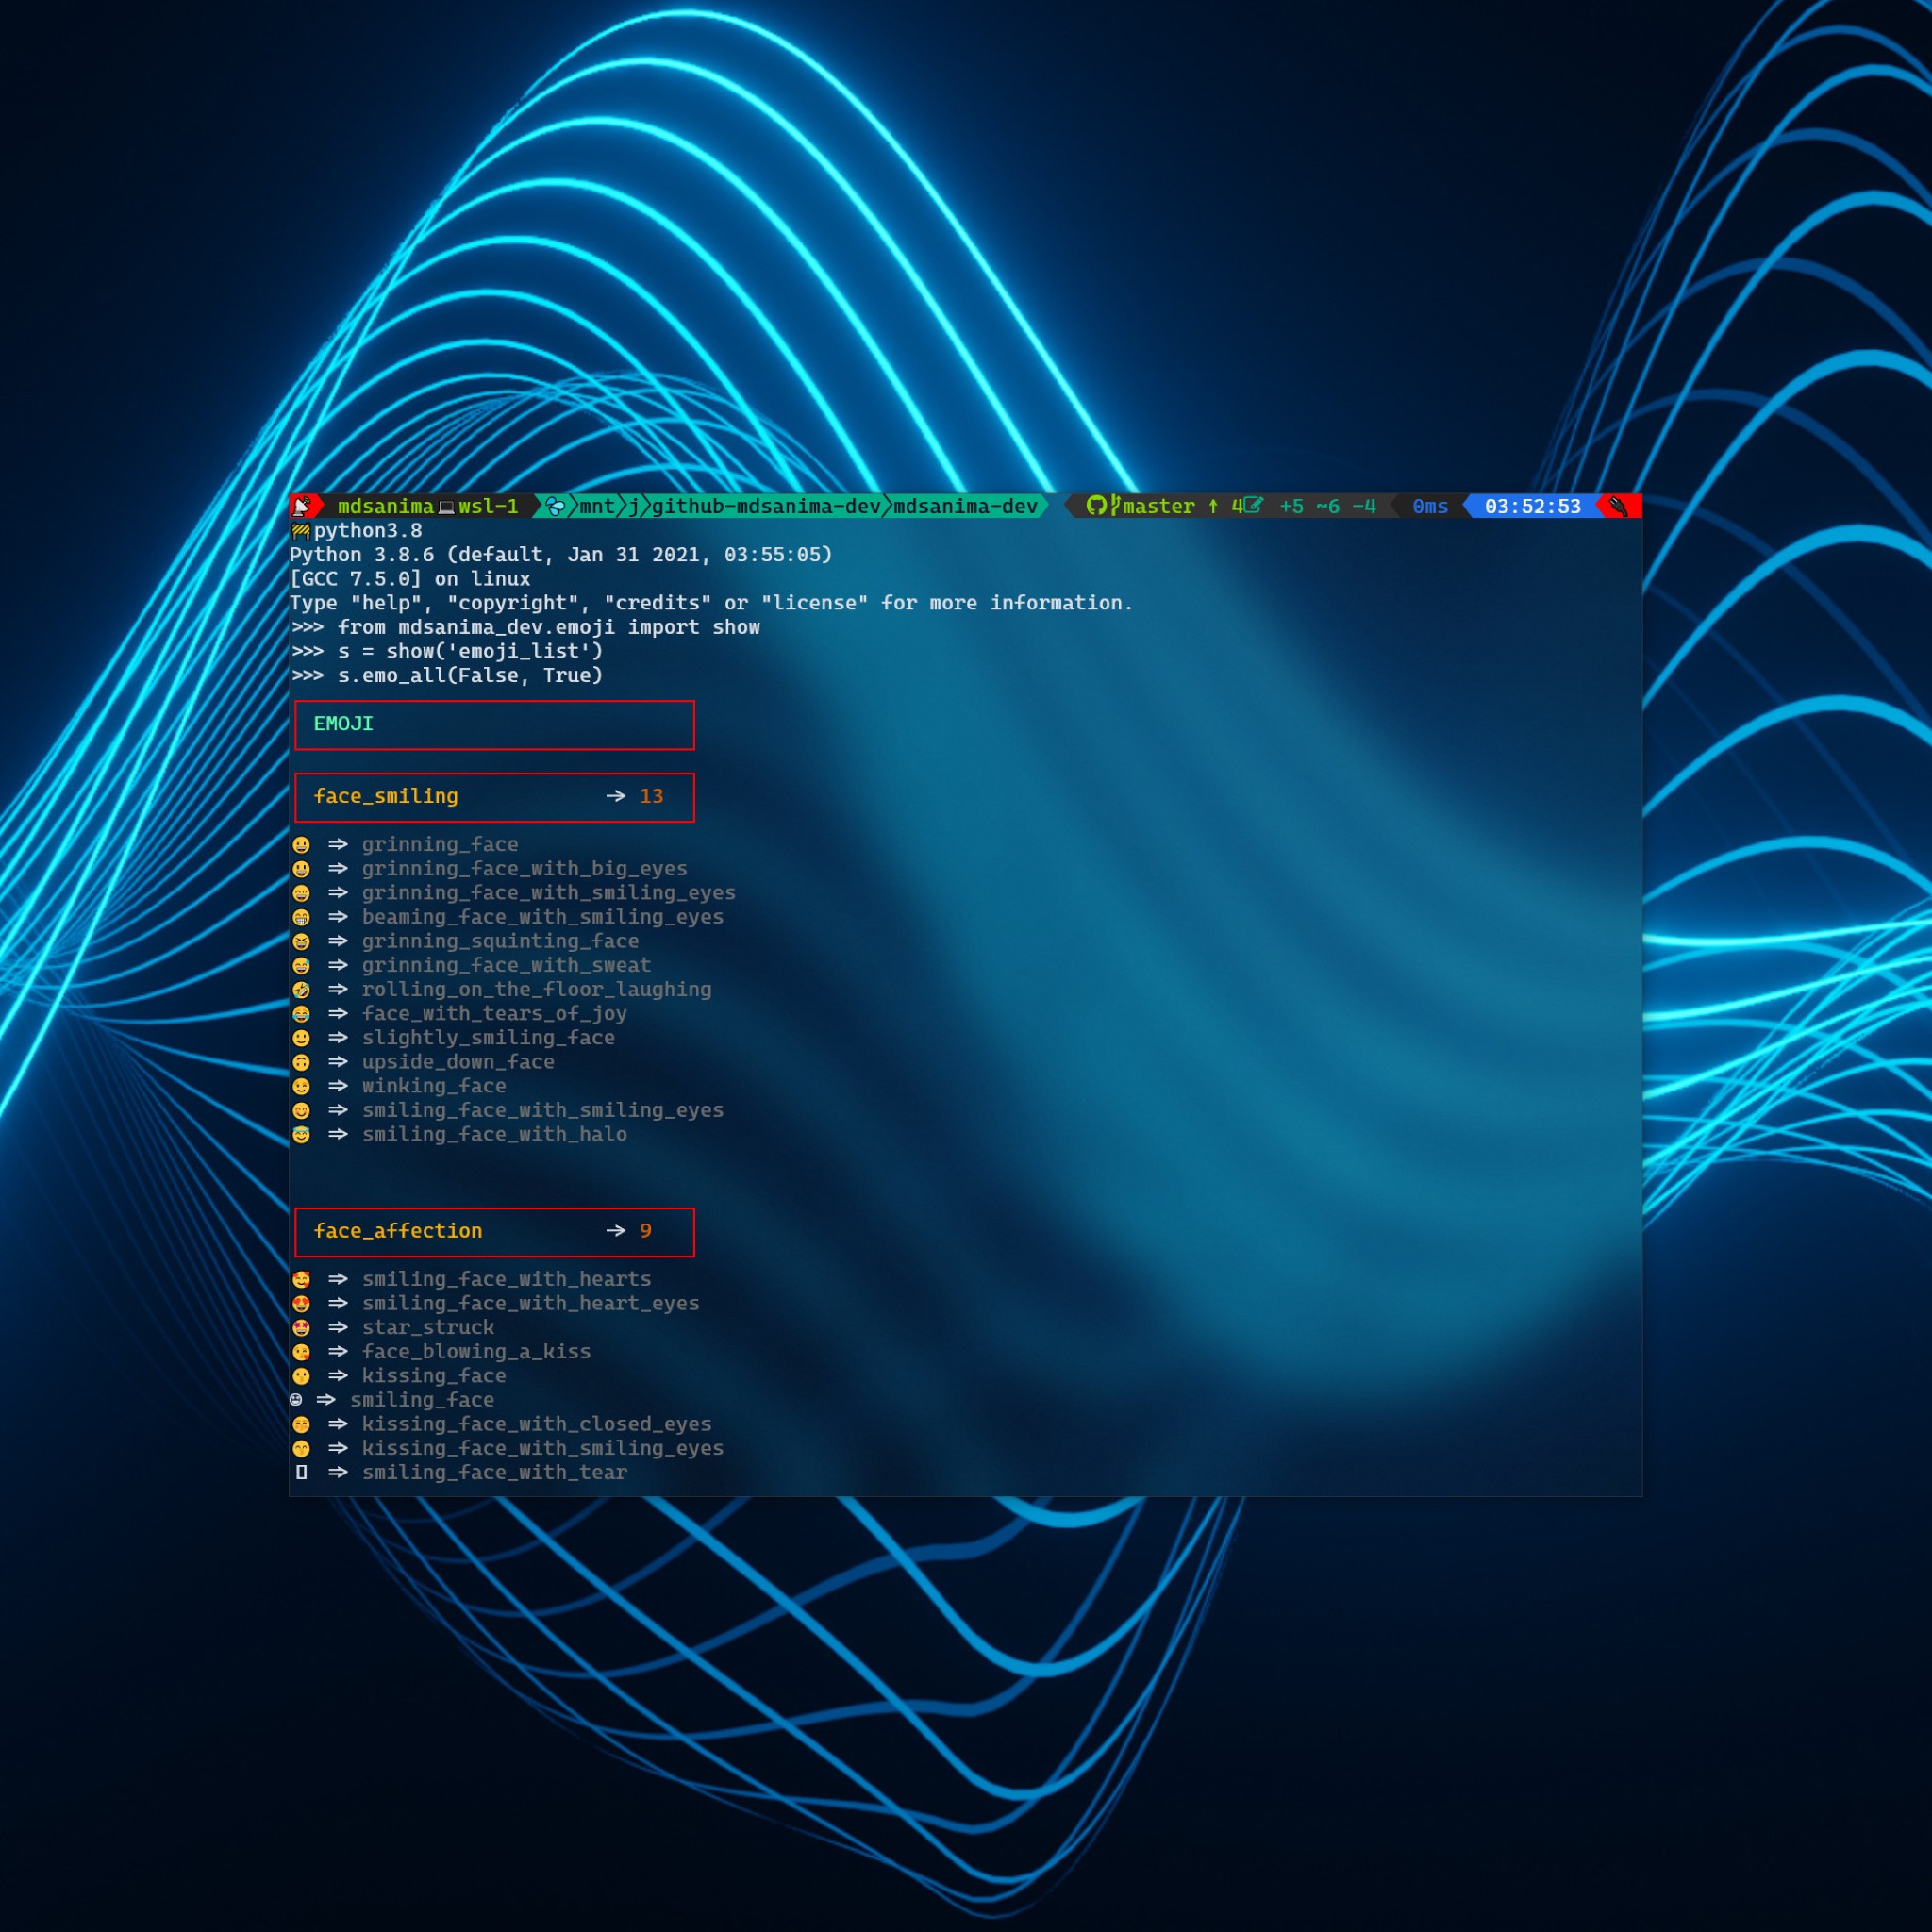 mdsanima💻wsl-1 mnt j github-mdsanima-dev mdsanima-dev master ↑ 4 +5 ~6 -4 0ms 03:52:53
🚧python3.8
Python 3.8.6 (default, Jan 31 2021, 03:55:05)
[GCC 7.5.0] on linux
Type "help", "copyright", "credits" or "license" for more information.
>>> from mdsanima_dev.emoji import show
>>> s = show('emoji_list')
>>> s.emo_all(False, True)
EMOJI
face_smiling → 13
😀 ⇒ grinning_face
😃 ⇒ grinning_face_with_big_eyes
😄 ⇒ grinning_face_with_smiling_eyes
😁 ⇒ beaming_face_with_smiling_eyes
😆 ⇒ grinning_squinting_face
😅 ⇒ grinning_face_with_sweat
🤣 ⇒ rolling_on_the_floor_laughing
😂 ⇒ face_with_tears_of_joy
🙂 ⇒ slightly_smiling_face
🙃 ⇒ upside_down_face
😉 ⇒ winking_face
😊 ⇒ smiling_face_with_smiling_eyes
😇 ⇒ smiling_face_with_halo
face_affection → 9
🥰 ⇒ smiling_face_with_hearts
😍 ⇒ smiling_face_with_heart_eyes
🤩 ⇒ star_struck
😘 ⇒ face_blowing_a_kiss
😗 ⇒ kissing_face
☺ ⇒ smiling_face
😚 ⇒ kissing_face_with_closed_eyes
😙 ⇒ kissing_face_with_smiling_eyes
▯ ⇒ smiling_face_with_tear